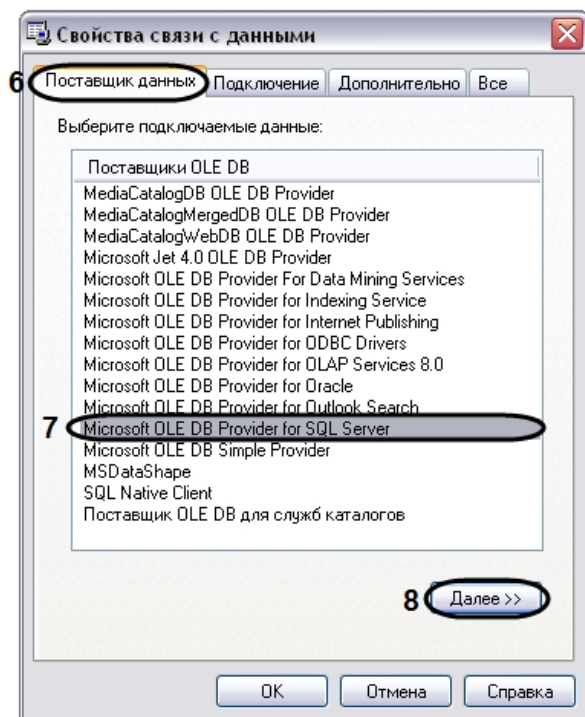 Свойства связи с данными
6 Поставщик данных Подключение Дополнительно Все
Выберите подключаемые данные:
Поставщики OLE DB
MediaCatalogDB OLE DB Provider
MediaCatalogMergedDB OLE DB Provider
MediaCatalogWebDB OLE DB Provider
Microsoft Jet 4.0 OLE DB Provider
Microsoft OLE DB Provider For Data Mining Services
Microsoft OLE DB Provider for Indexing Service
Microsoft OLE DB Provider for Internet Publishing
Microsoft OLE DB Provider for ODBC Drivers
Microsoft OLE DB Provider for OLAP Services 8.0
Microsoft OLE DB Provider for Oracle
Microsoft OLE DB Provider for Outlook Search
7 Microsoft OLE DB Provider for SQL Server
Microsoft OLE DB Simple Provider
MSDataShape
SQL Native Client
Поставщик OLE DB для служб каталогов
8 Далее >>
OK Отмена Справка